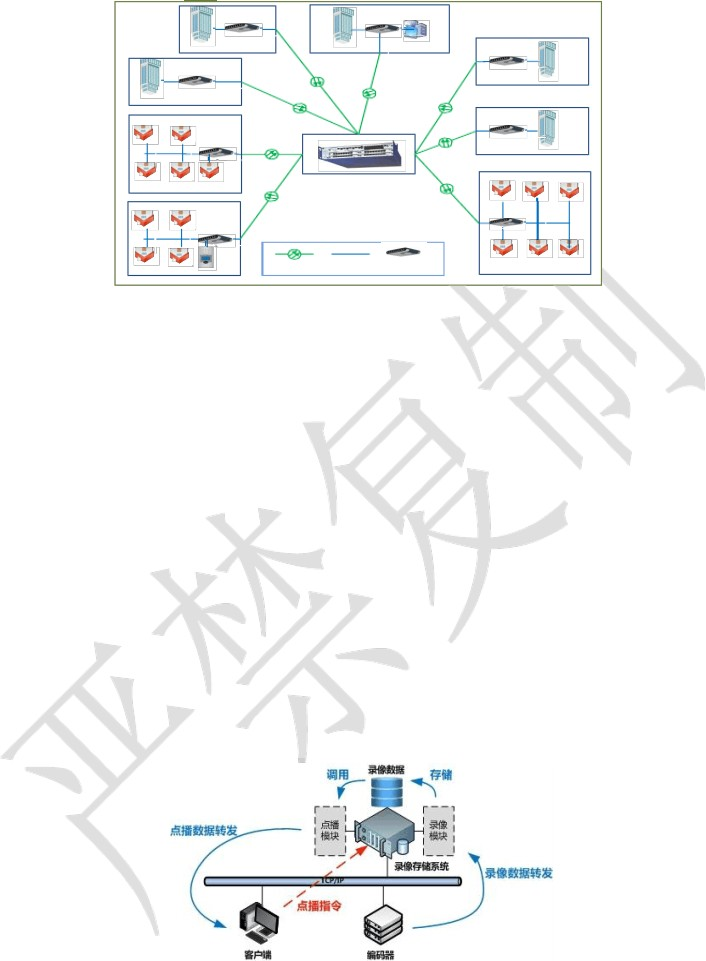 严禁复制
录像数据
调用
存储
点播
模块
录像
模块
点播数据转发
录像存储系统
录像数据转发
TCP/IP
点播指令
客户端
编码器